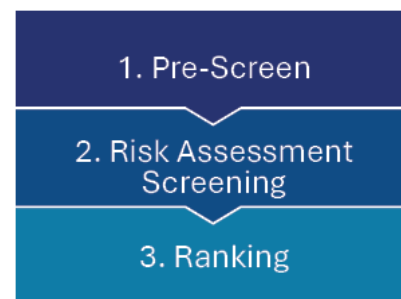 1. Pre-Screen
2. Risk Assessment
Screening
3. Ranking